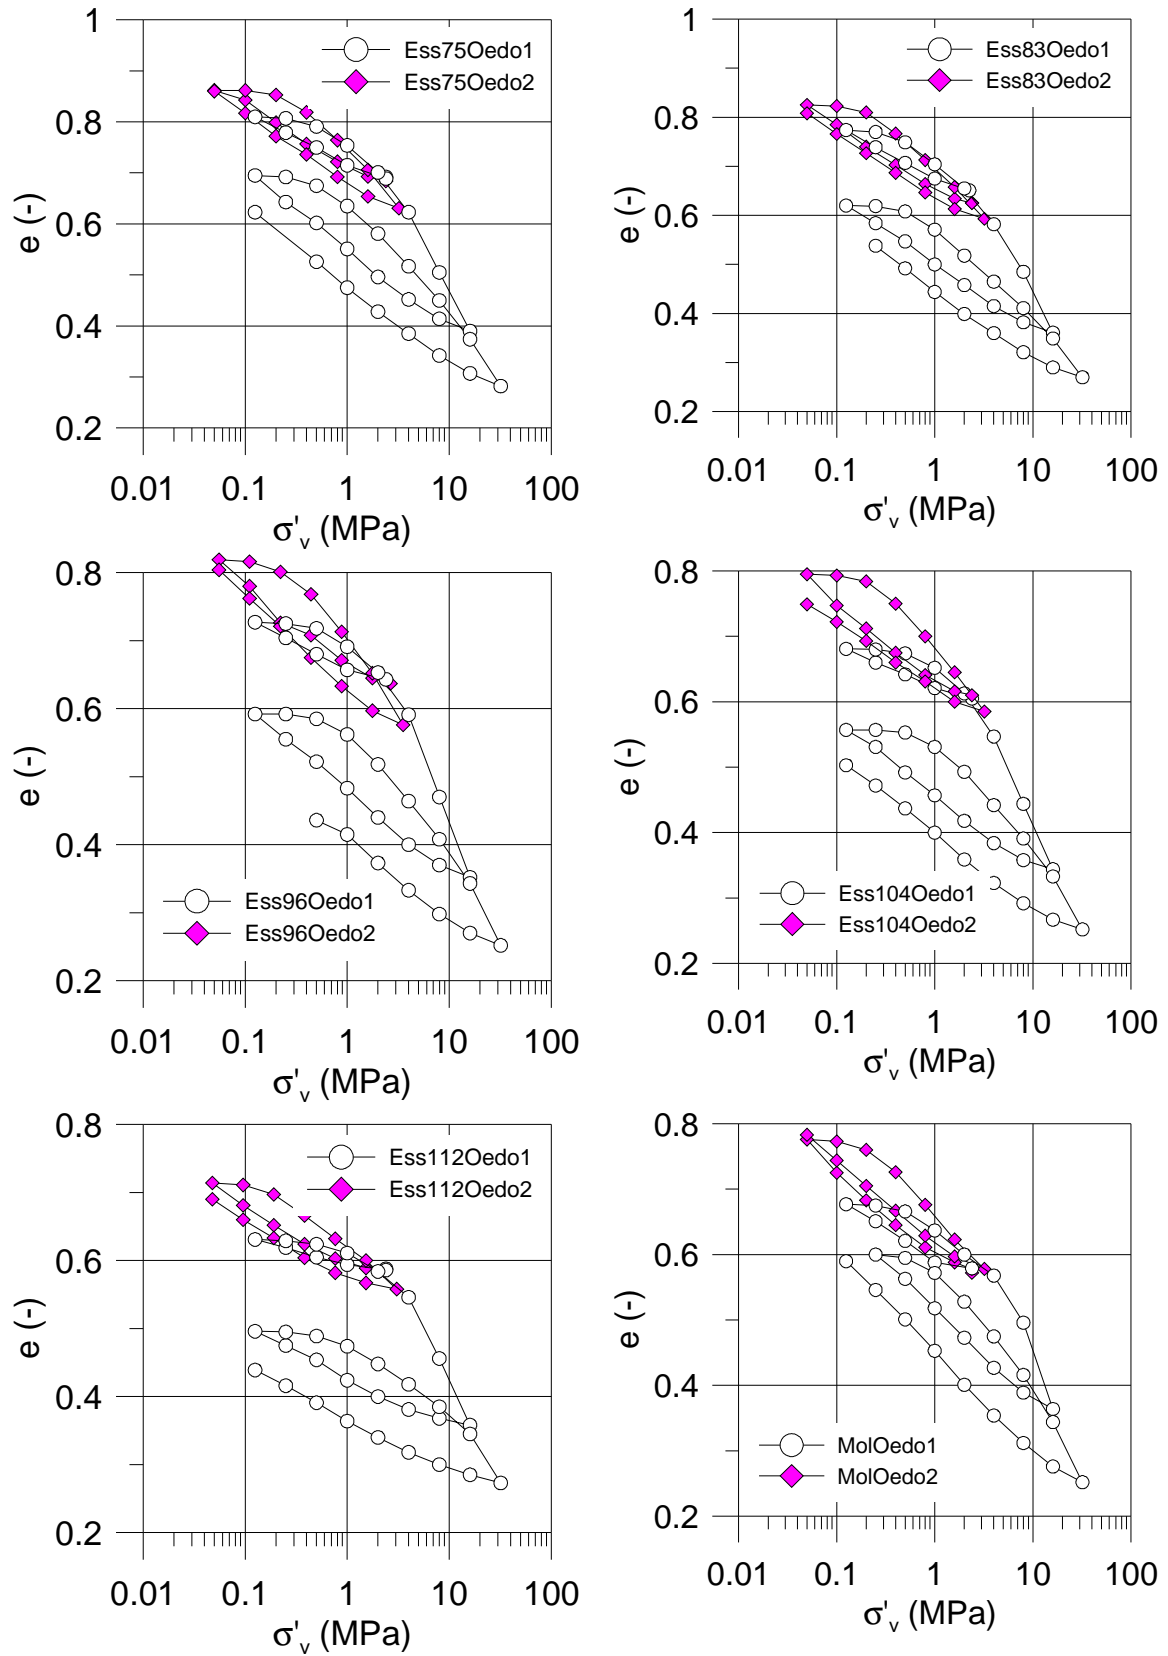 1
Ess75Oedo1
Ess75Oedo2
0.8
e (-)
0.6
0.4
0.2
0.01 0.1 1 10 100
σ'v (MPa)
1
Ess83Oedo1
Ess83Oedo2
0.8
e (-)
0.6
0.4
0.2
0.01 0.1 1 10 100
σ'v (MPa)
0.8
e (-)
0.6
0.4
Ess96Oedo1
Ess96Oedo2
0.2
0.01 0.1 1 10 100
σ'v (MPa)
0.8
e (-)
0.6
0.4
Ess104Oedo1
Ess104Oedo2
0.2
0.01 0.1 1 10 100
σ'v (MPa)
0.8
Ess112Oedo1
Ess112Oedo2
e (-)
0.6
0.4
0.2
0.01 0.1 1 10 100
σ'v (MPa)
0.8
e (-)
0.6
0.4
MolOedo1
MolOedo2
0.2
0.01 0.1 1 10 100
σ'v (MPa)